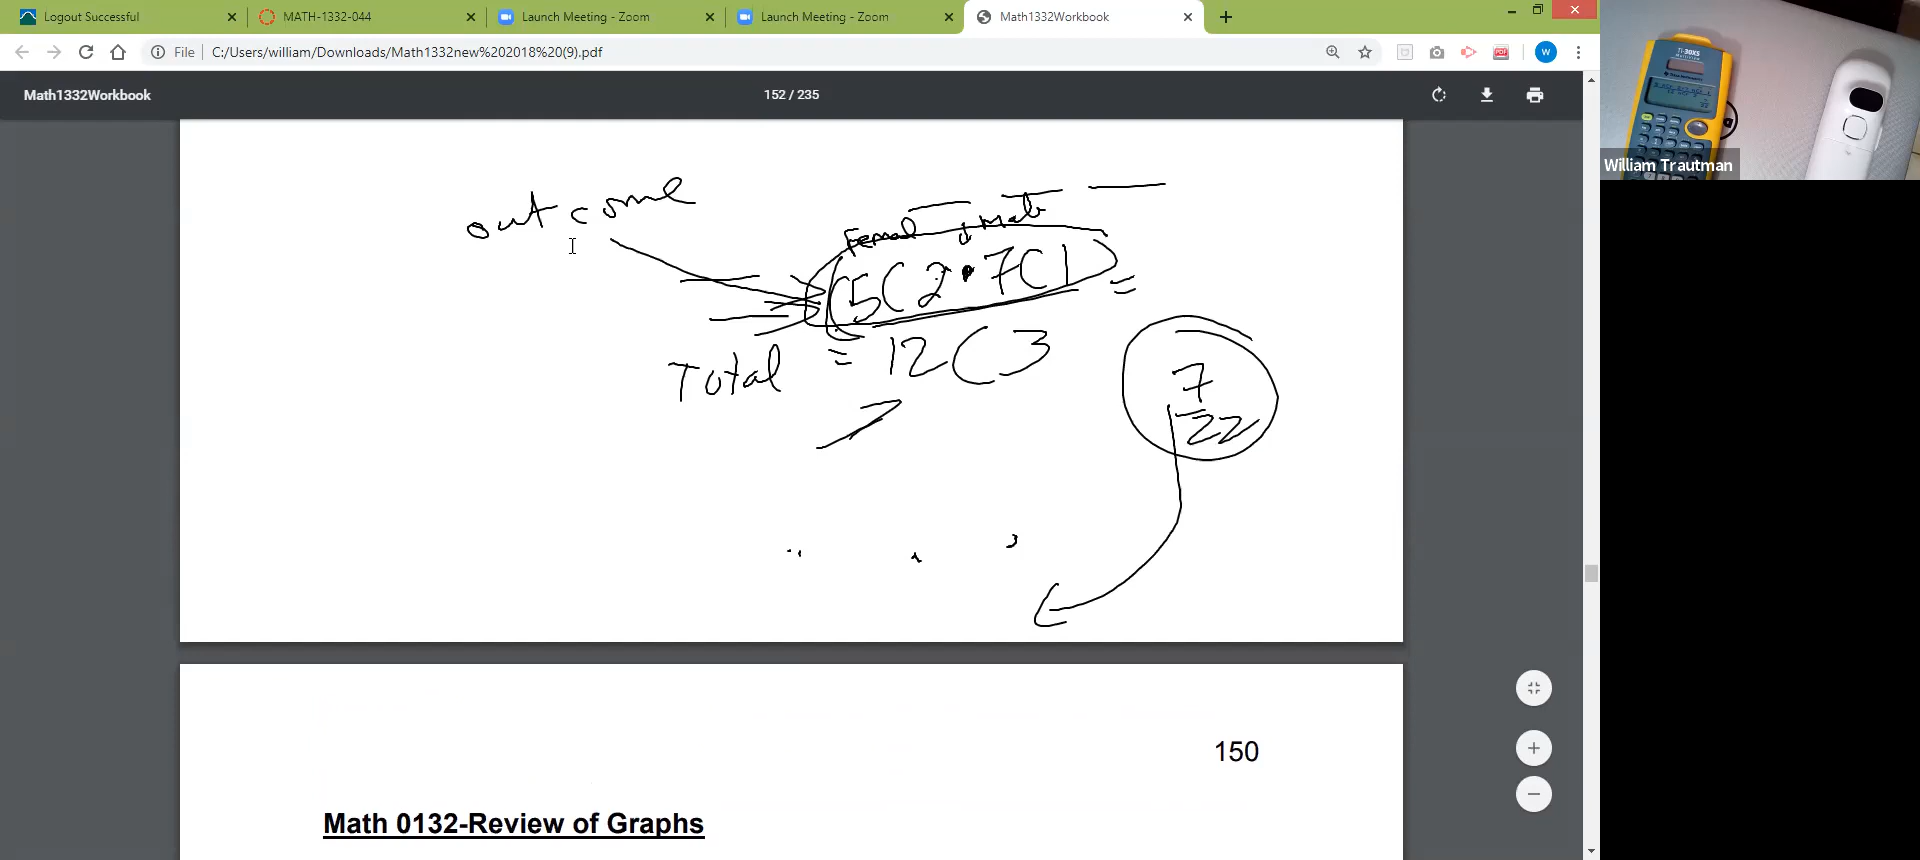 Logout Successful
MATH-1332-044
Launch Meeting - Zoom
Launch Meeting - Zoom
Math1332Workbook
File
C:/Users/william/Downloads/Math1332new%202018%20(9).pdf
W
Math1332Workbook
152 / 235
TI-30XS
William Trautman
outcome
Femal Male
(5C2 • 7C1) =
Total = 12C3
7
22
150
Math 0132-Review of Graphs